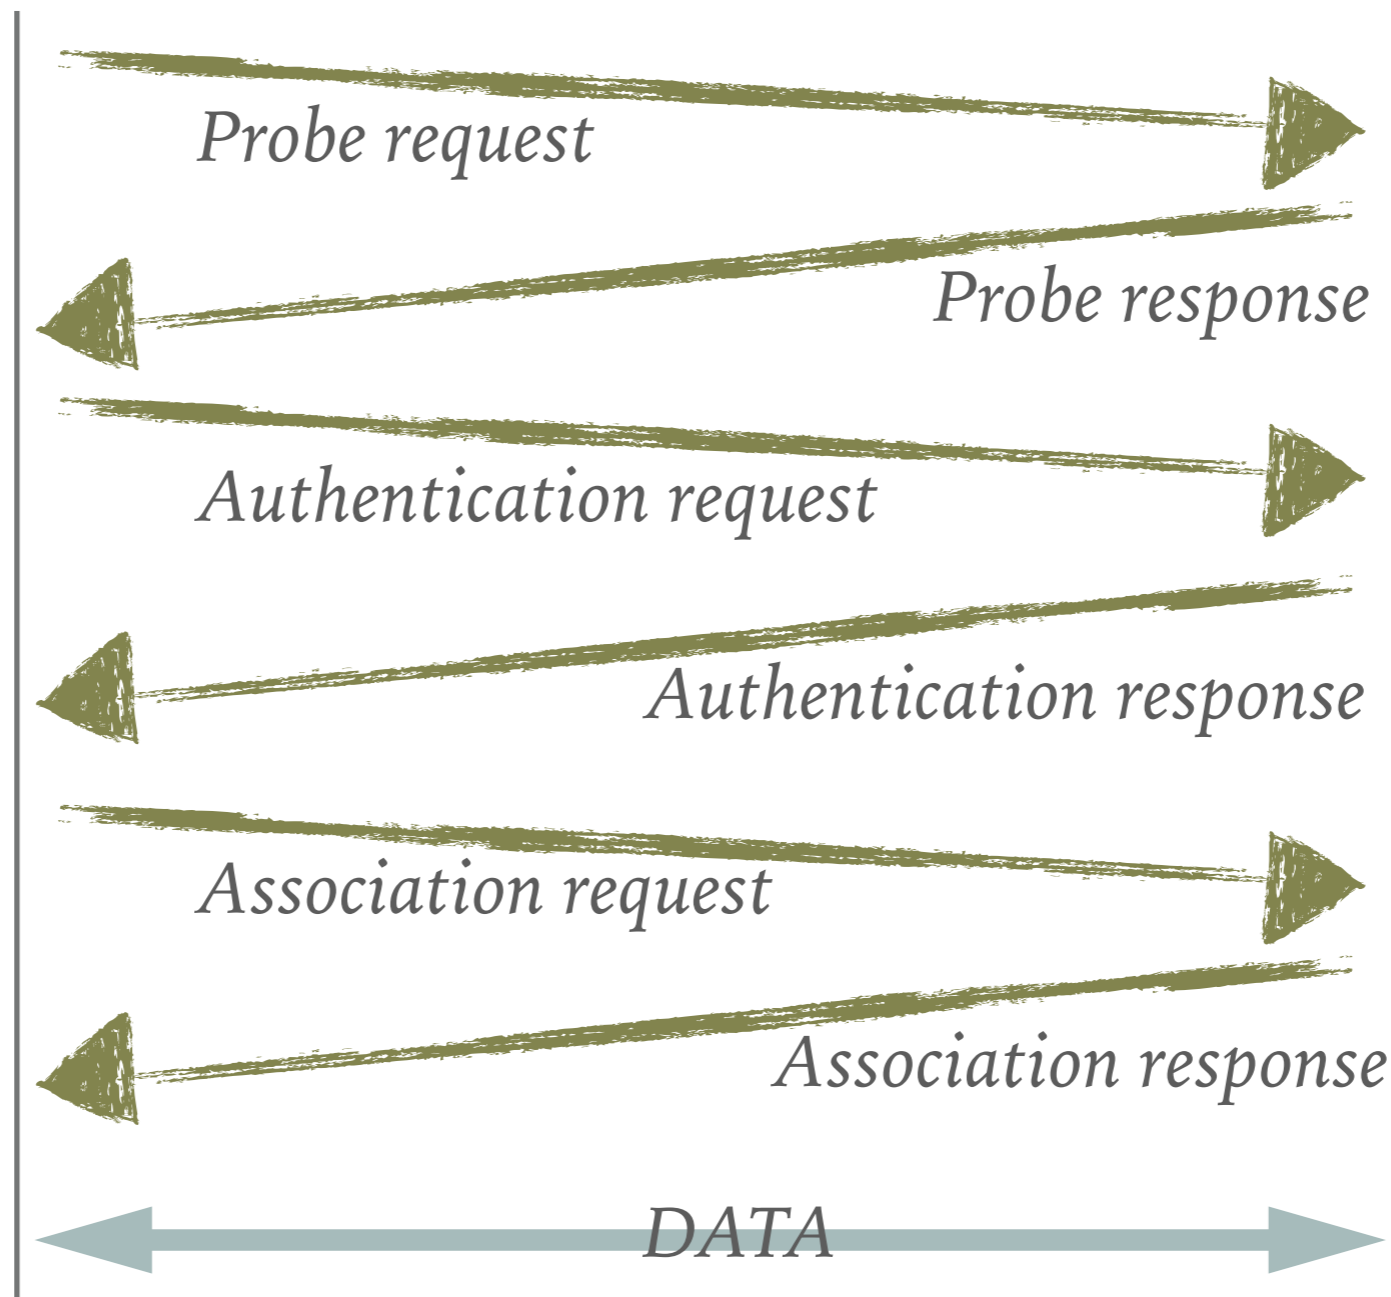 Probe request
Probe response
Authentication request
Authentication response
Association request
Association response
DATA